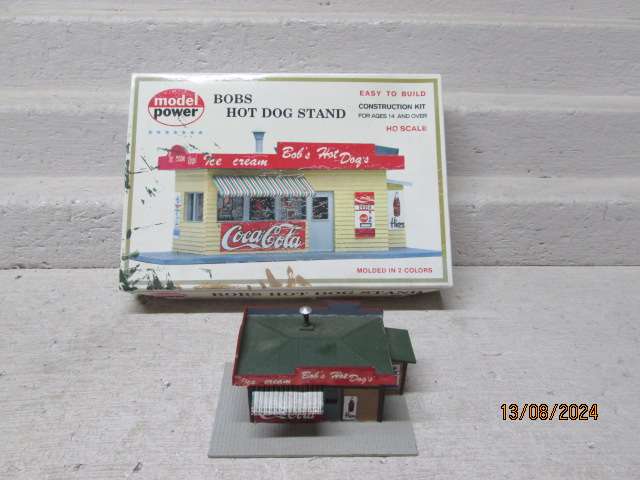 model
power
BOBS
HOT DOG STAND
EASY TO BUILD
CONSTRUCTION KIT
FOR AGES 14 AND OVER
HO SCALE
Ice cream
Bob's Hot Dog's
Coca-Cola
MOLDED IN 2 COLORS
BOBS HOT DOG STAND
Ice cream
Bob's Hot Dog's
Coca-Cola
13/08/2024